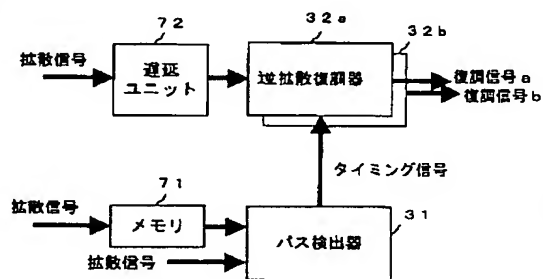 72
32a
32b
拡散信号
遅延
ユニット
逆拡散復調器
復調信号a
復調信号b
タイミング信号
71
31
拡散信号
メモリ
パス検出器
拡散信号